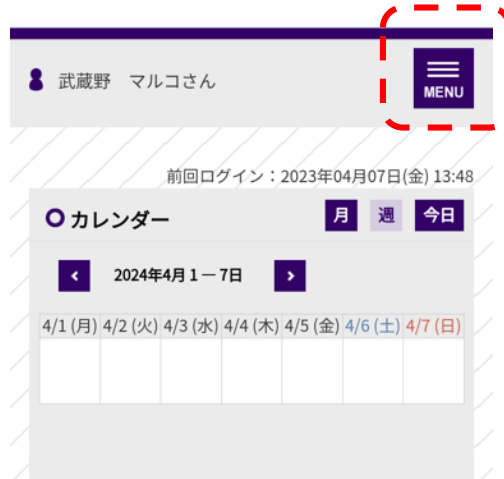 武蔵野 マルコさん
MENU
前回ログイン：2023年04月07日(金) 13:48
カレンダー 月 週 今日
2024年4月 1 — 7日
4/1 (月) 4/2 (火) 4/3 (水) 4/4 (木) 4/5 (金) 4/6 (土) 4/7 (日)